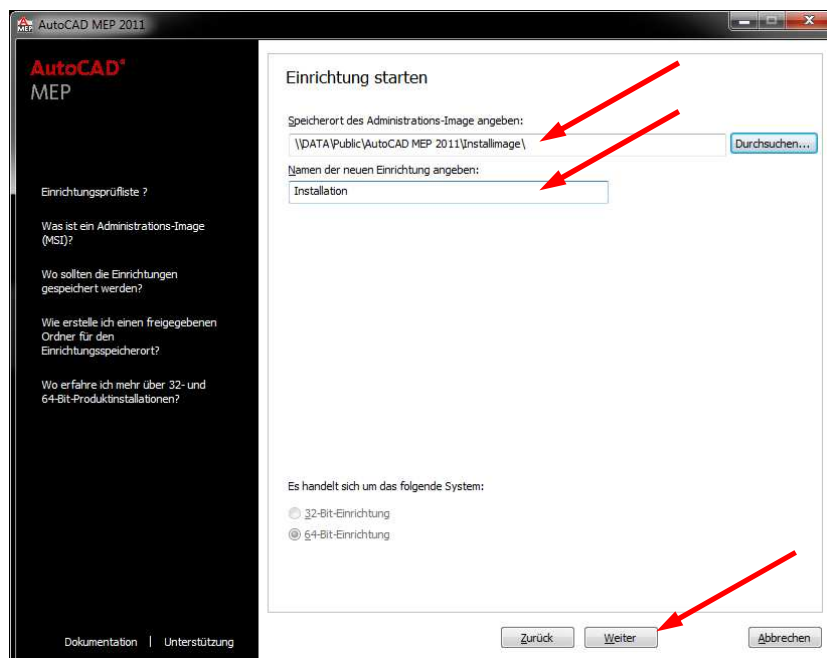 AutoCAD MEP 2011
AutoCAD®
MEP
Einrichtungsprüfliste ?
Was ist ein Administrations-Image
(MSI)?
Wo sollten die Einrichtungen
gespeichert werden?
Wie erstelle ich einen freigegebenen
Ordner für den
Einrichtungsspeicherort?
Wo erfahre ich mehr über 32- und
64-Bit-Produktinstallationen?
Dokumentation | Unterstützung
Einrichtung starten
Speicherort des Administrations-Image angeben:
\\DATA\Public\AutoCAD MEP 2011\Installimage\
Durchsuchen...
Namen der neuen Einrichtung angeben:
Installation
Es handelt sich um das folgende System:
32-Bit-Einrichtung
64-Bit-Einrichtung
Zurück
Weiter
Abbrechen